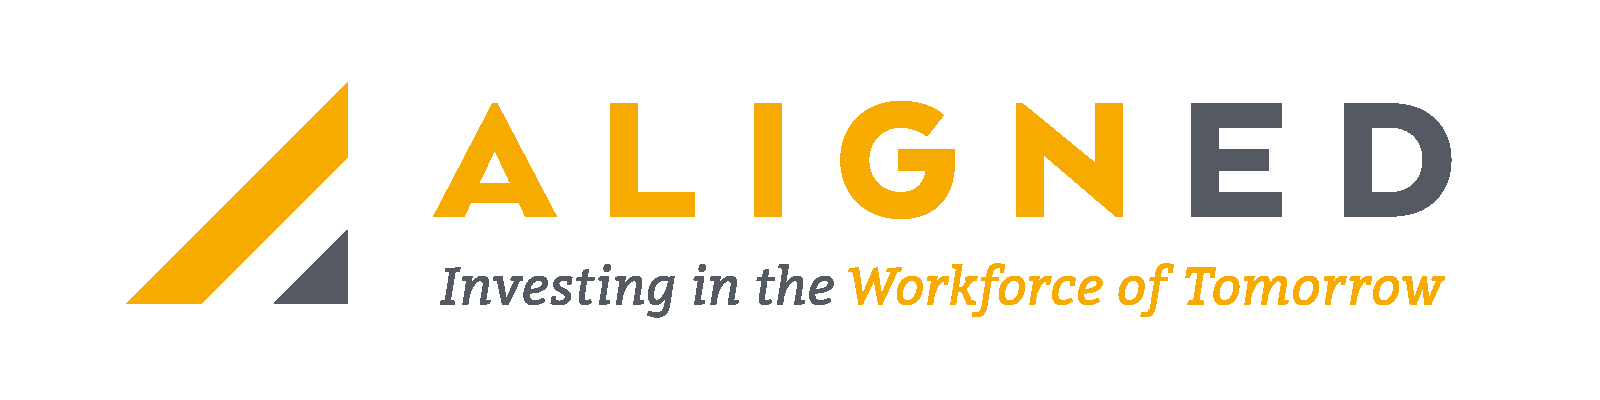 ALIGNED
Investing in the Workforce of Tomorrow